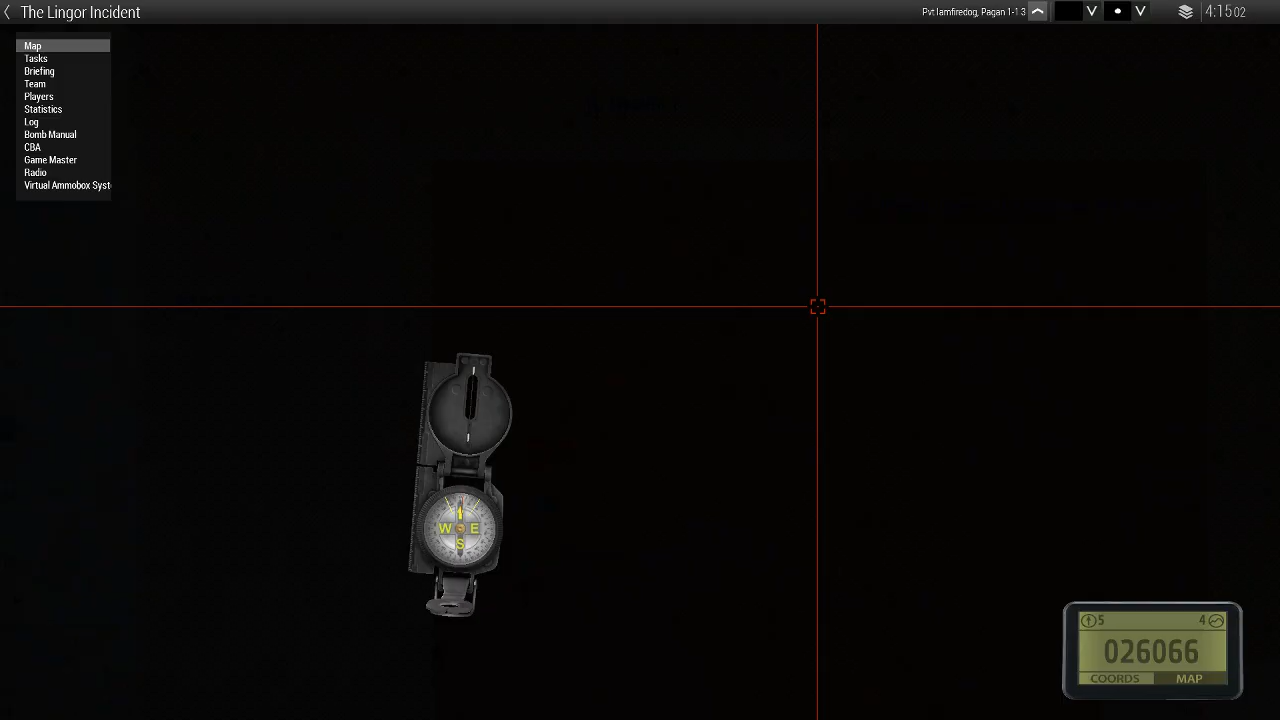 The Lingor Incident
Pvt Iamfiredog, Pagan 1-1 3
4:15 02
Map
Tasks
Briefing
Team
Players
Statistics
Log
Bomb Manual
CBA
Game Master
Radio
Virtual Ammobox Syst
W E
S
5 4
026066
COORDS MAP